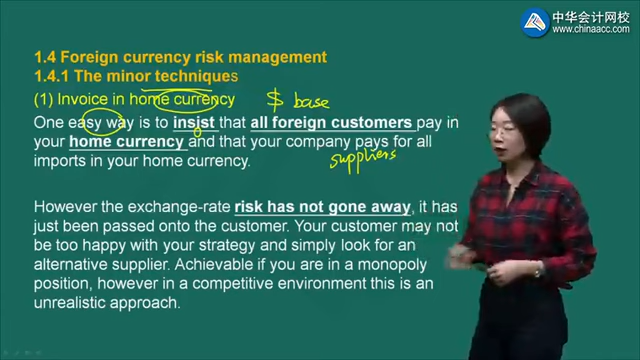 中华会计网校
www.chinaacc.com
1.4 Foreign currency risk management
1.4.1 The minor techniques
(1) Invoice in home currency $ base
One easy way is to insist that all foreign customers pay in
your home currency and that your company pays for all
suppliers
imports in your home currency.
However the exchange-rate risk has not gone away, it has
just been passed onto the customer. Your customer may not
be too happy with your strategy and simply look for an
alternative supplier. Achievable if you are in a monopoly
position, however in a competitive environment this is an
unrealistic approach.